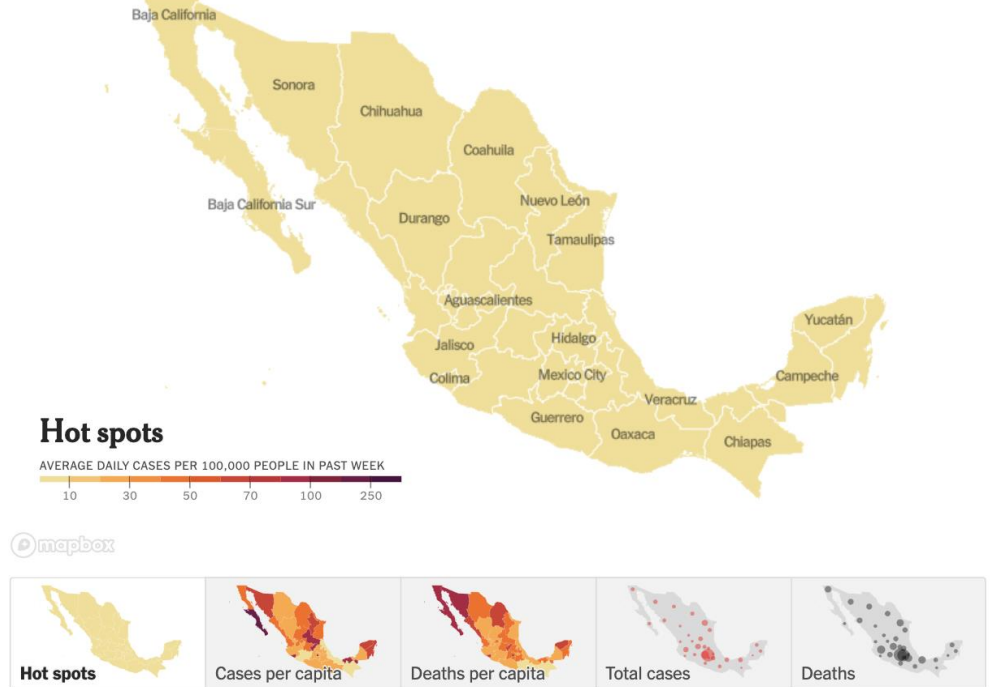 Baja California
Sonora
Chihuahua
Coahuila
Baja California Sur
Nuevo León
Durango
Tamaulipas
Aguascalientes
Yucatán
Hidalgo
Jalisco
Mexico City
Campeche
Colima
Veracruz
Guerrero
Oaxaca
Chiapas
Hot spots
AVERAGE DAILY CASES PER 100,000 PEOPLE IN PAST WEEK
10 30 50 70 100 250
mapbox
Hot spots Cases per capita Deaths per capita Total cases Deaths